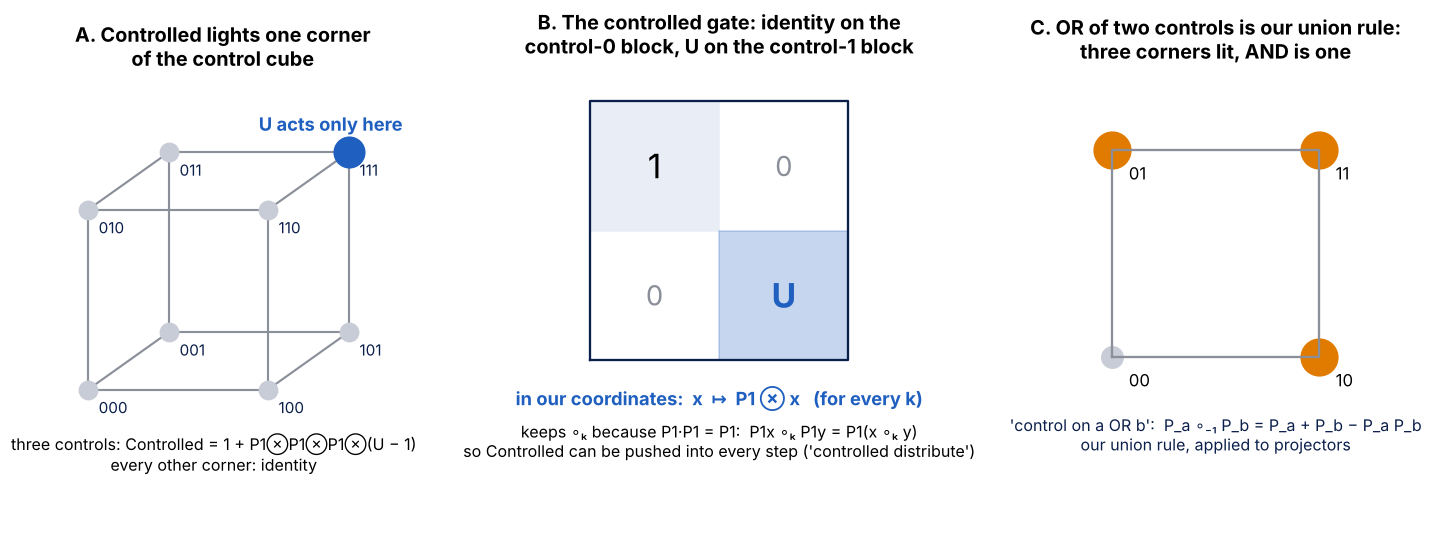 A. Controlled lights one corner
of the control cube
U acts only here
011
111
010
110
001
101
000
100
three controls: Controlled = 1 + P1⊗P1⊗P1⊗(U − 1)
every other corner: identity
B. The controlled gate: identity on the
control-0 block, U on the control-1 block
1
0
0
U
in our coordinates: x ↦ P1 ⊗ x (for every k)
keeps ∘ₖ because P1·P1 = P1: P1x ∘ₖ P1y = P1(x ∘ₖ y)
so Controlled can be pushed into every step ('controlled distribute')
C. OR of two controls is our union rule:
three corners lit, AND is one
01
11
00
10
'control on a OR b': P_a ∘₋₁ P_b = P_a + P_b − P_a P_b
our union rule, applied to projectors